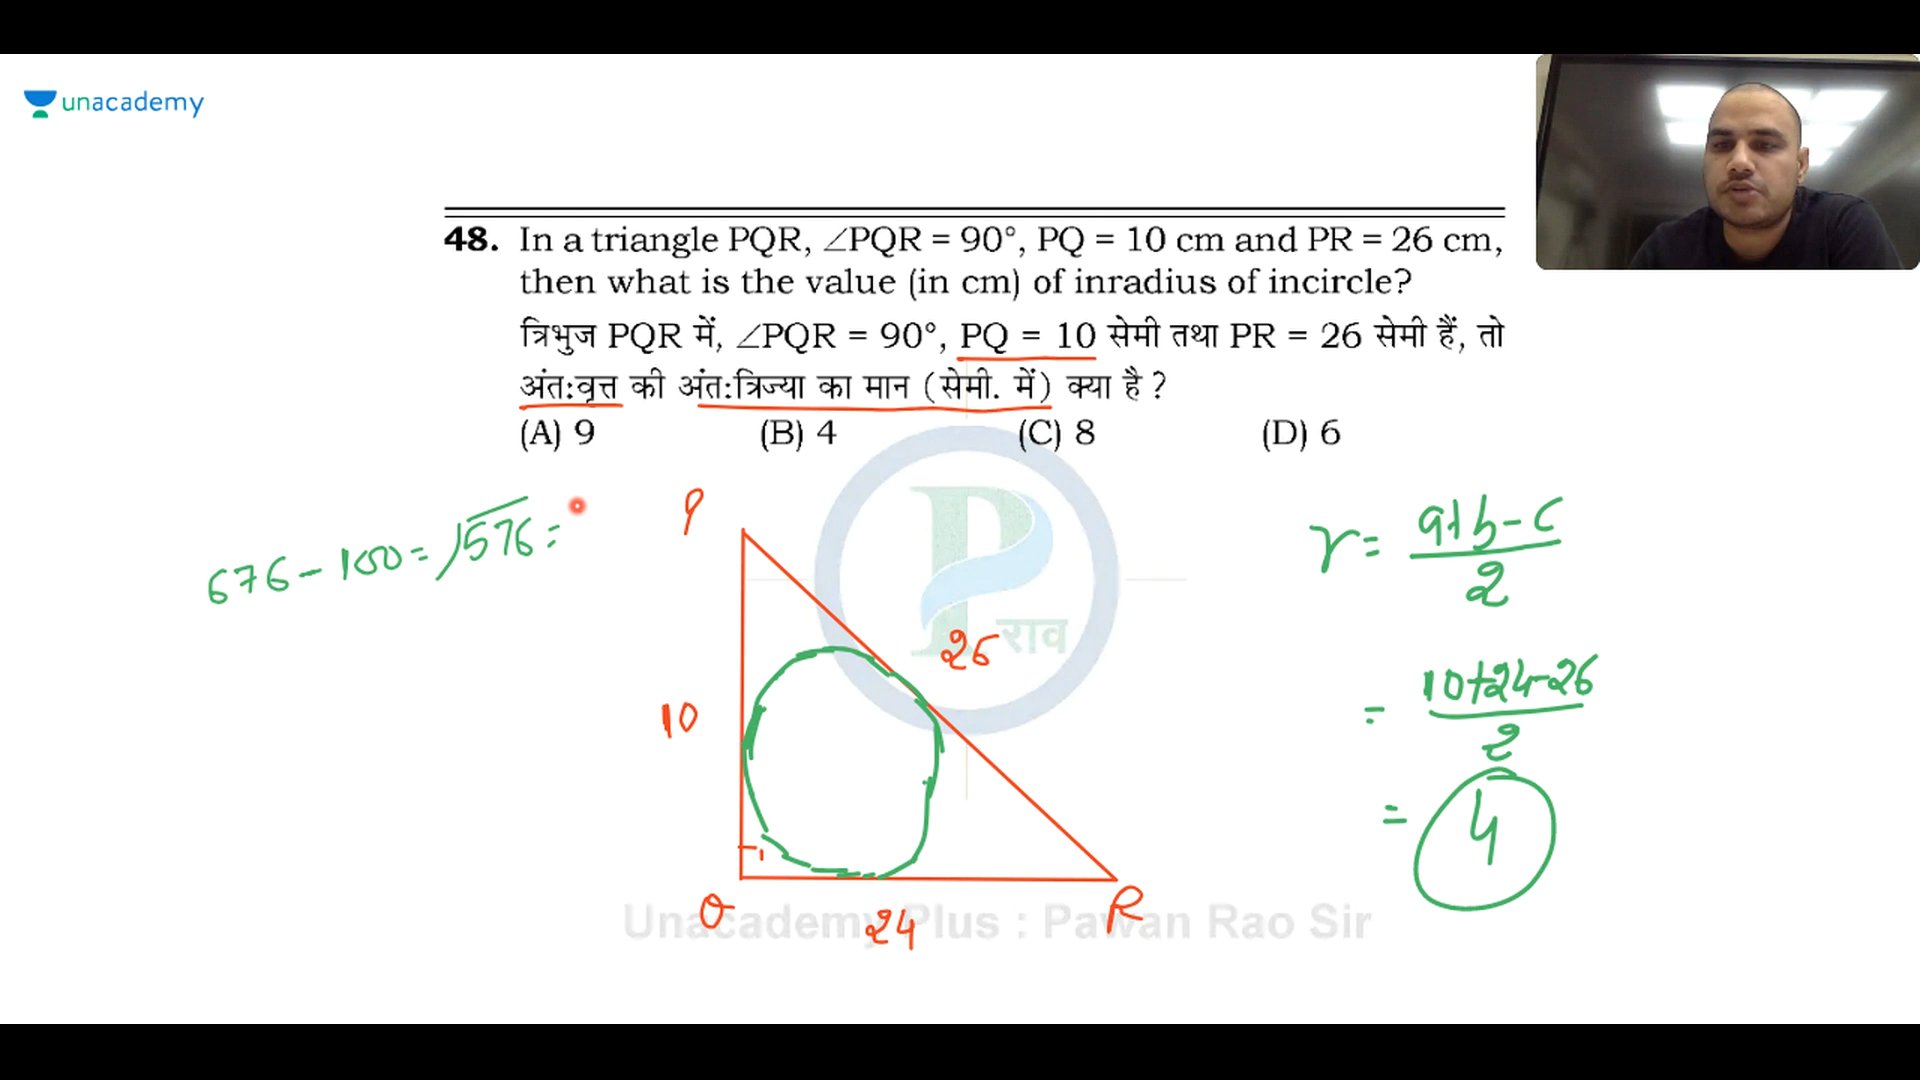 unacademy
48. In a triangle PQR, ∠PQR = 90°, PQ = 10 cm and PR = 26 cm,
then what is the value (in cm) of inradius of incircle?
त्रिभुज PQR में, ∠PQR = 90°, PQ = 10 सेमी तथा PR = 26 सेमी हैं, तो
अंत:वृत्त की अंत:त्रिज्या का मान (सेमी. में) क्या है ?
(A) 9 (B) 4 (C) 8 (D) 6
676 - 100 = √576 =
P
राव
26
10
Q
24
R
r = (a+b-c)/2
= (10+24-26)/2
= 4
Unacademy Plus : Pawan Rao Sir